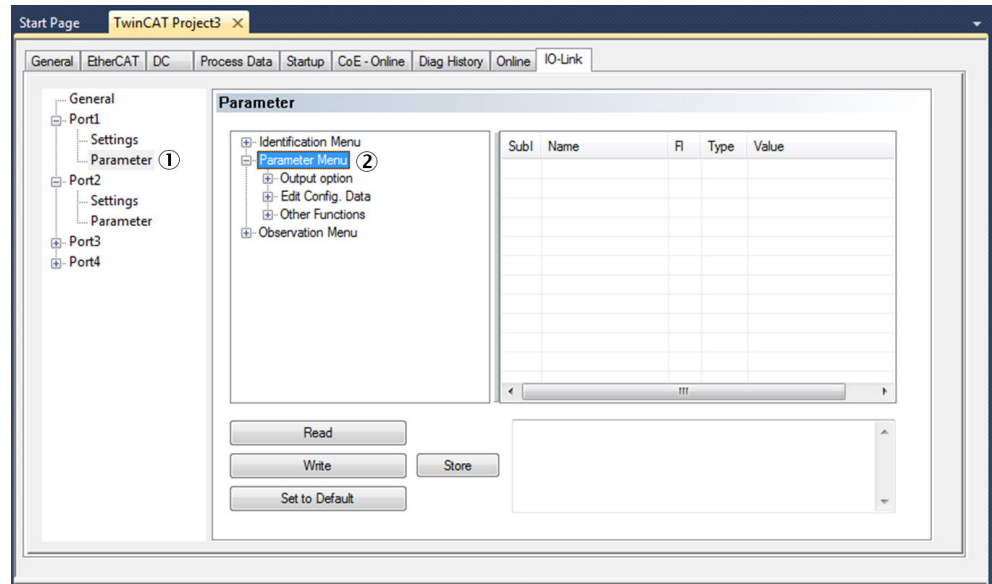 Start Page TwinCAT Project3
General EtherCAT DC Process Data Startup CoE - Online Diag History Online IO-Link
General
Port1
Settings
Parameter ①
Port2
Settings
Parameter
Port3
Port4
Parameter
Identification Menu
Parameter Menu ②
Output option
Edit Config. Data
Other Functions
Observation Menu
SubI Name Fl Type Value
Read
Write Store
Set to Default